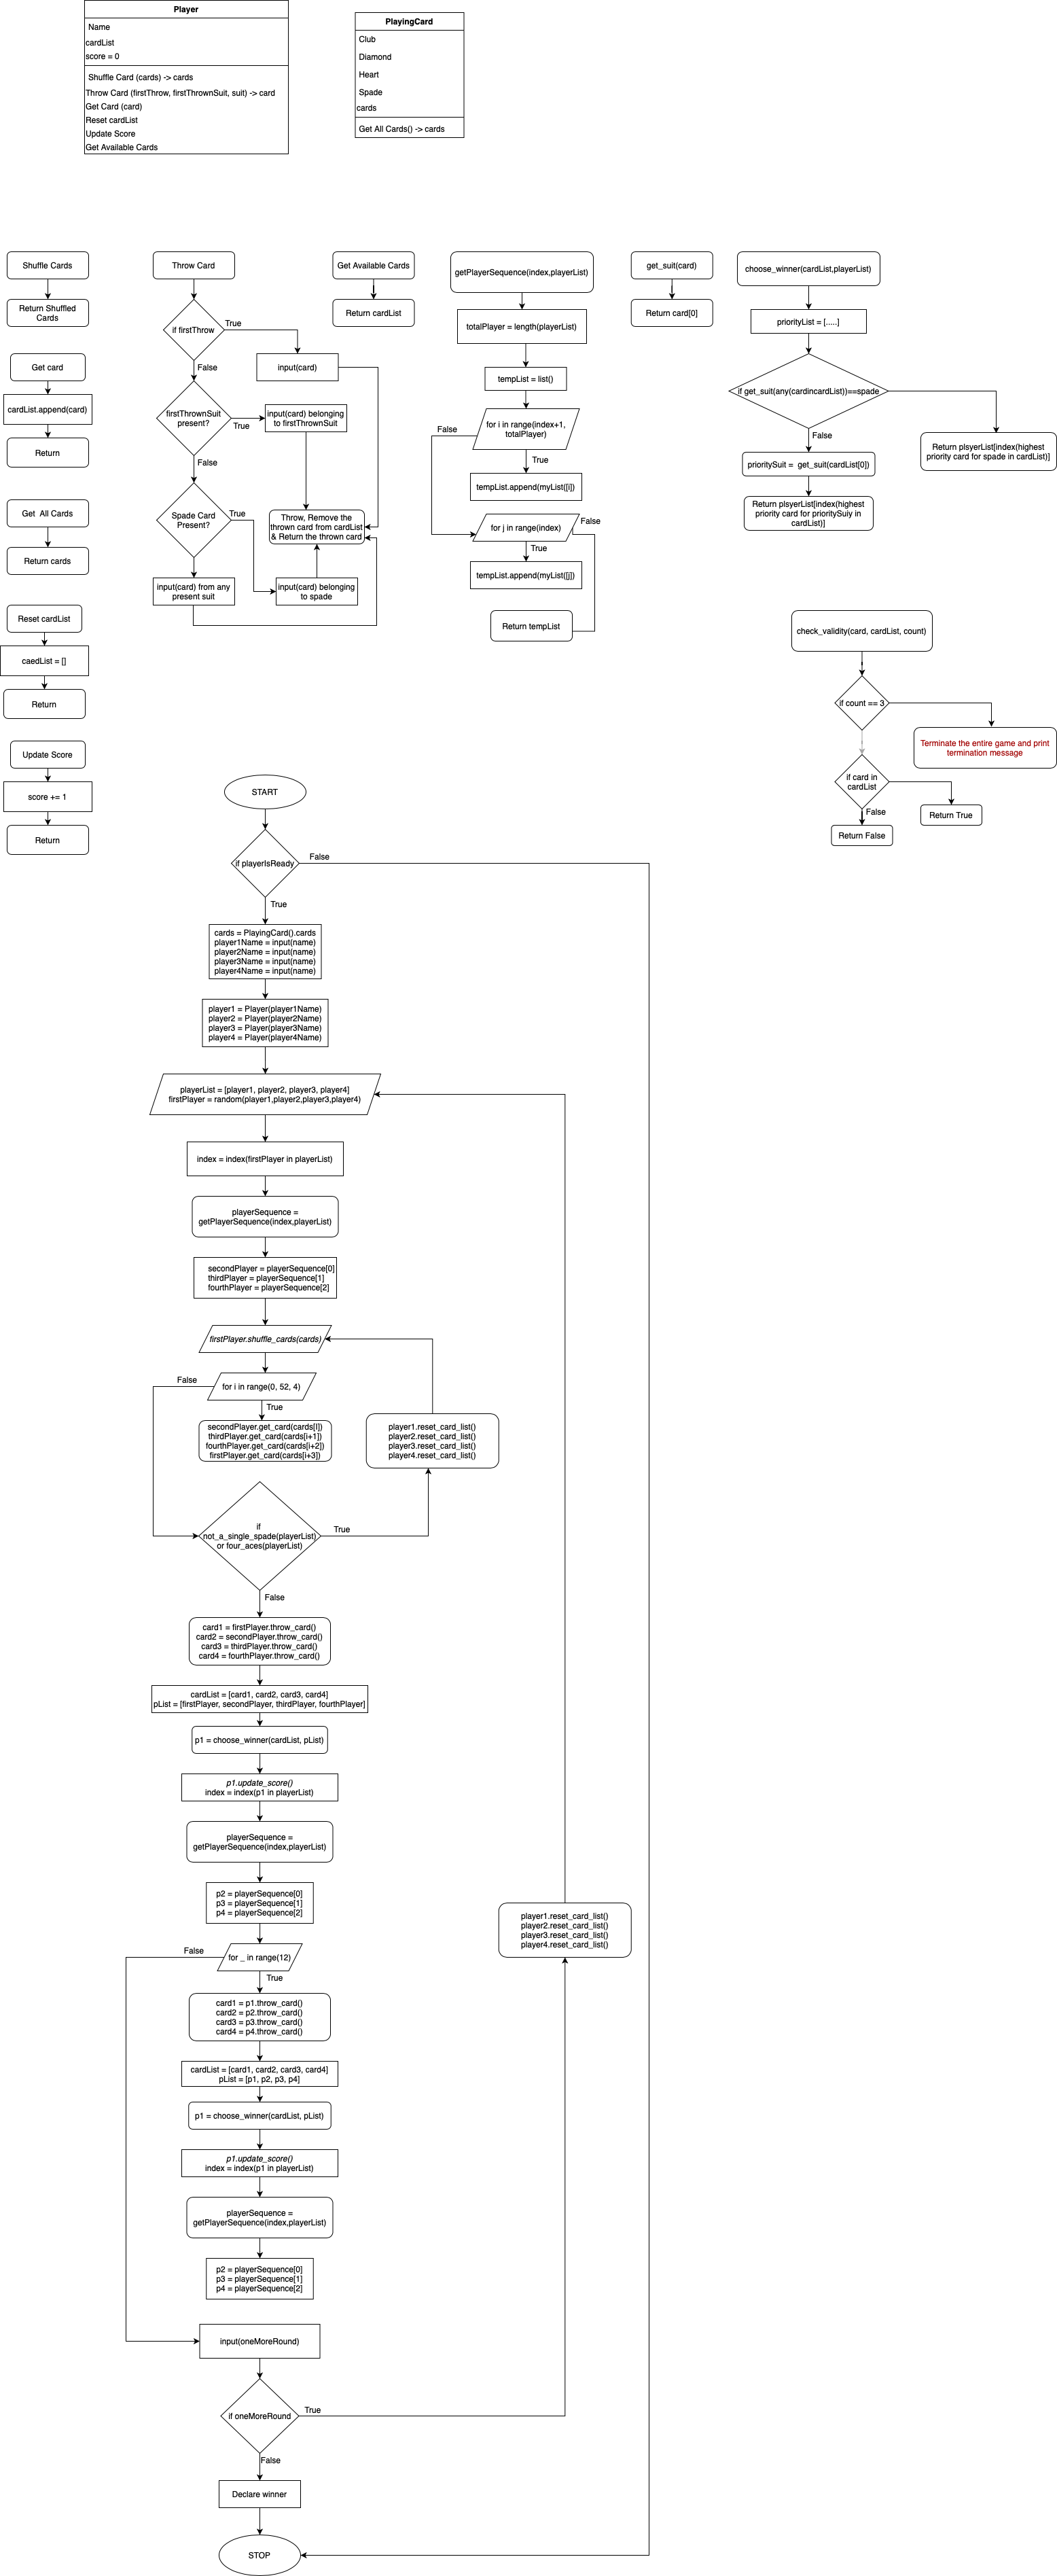 Player
Name
cardList
score = 0
Shuffle Card (cards) -> cards
Throw Card (firstThrow, firstThrownSuit, suit) -> card
Get Card (card)
Reset cardList
Update Score
Get Available Cards
PlayingCard
Club
Diamond
Heart
Spade
cards
Get All Cards() -> cards
Shuffle Cards
Return Shuffled
Cards
Get card
cardList.append(card)
Return
Get  All Cards
Return cards
Reset cardList
caedList = []
Return
Update Score
score += 1
Return
Throw Card
if firstThrow
True
input(card)
False
firstThrownSuit
present?
True
input(card) belonging
to firstThrownSuit
False
Spade Card
Present?
True
Throw, Remove the
thrown card from cardList
& Return the thrown card
input(card) from any
present suit
input(card) belonging
to spade
Get Available Cards
Return cardList
getPlayerSequence(index,playerList)
totalPlayer = length(playerList)
tempList = list()
for i in range(index+1,
totalPlayer)
False
True
tempList.append(myList([i])
for j in range(index)
False
True
tempList.append(myList([j])
Return tempList
get_suit(card)
Return card[0]
choose_winner(cardList,playerList)
priorityList = [.....]
if get_suit(any(cardincardList))==spade
False
Return plsyerList[index(highest
priority card for spade in cardList)]
prioritySuit =  get_suit(cardList[0])
Return plsyerList[index(highest
priority card for prioritySuiy in
cardList)]
check_validity(card, cardList, count)
if count == 3
Terminate the entire game and print
termination message
if card in
cardList
False
Return True
Return False
START
if playerIsReady
False
True
cards = PlayingCard().cards
player1Name = input(name)
player2Name = input(name)
player3Name = input(name)
player4Name = input(name)
player1 = Player(player1Name)
player2 = Player(player2Name)
player3 = Player(player3Name)
player4 = Player(player4Name)
playerList = [player1, player2, player3, player4]
firstPlayer = random(player1,player2,player3,player4)
index = index(firstPlayer in playerList)
playerSequence =
getPlayerSequence(index,playerList)
secondPlayer = playerSequence[0]
thirdPlayer = playerSequence[1]
fourthPlayer = playerSequence[2]
firstPlayer.shuffle_cards(cards)
False
for i in range(0, 52, 4)
True
secondPlayer.get_card(cards[I])
thirdPlayer.get_card(cards[i+1])
fourthPlayer.get_card(cards[i+2])
firstPlayer.get_card(cards[i+3])
player1.reset_card_list()
player2.reset_card_list()
player3.reset_card_list()
player4.reset_card_list()
if
not_a_single_spade(playerList)
or four_aces(playerList)
True
False
card1 = firstPlayer.throw_card()
card2 = secondPlayer.throw_card()
card3 = thirdPlayer.throw_card()
card4 = fourthPlayer.throw_card()
cardList = [card1, card2, card3, card4]
pList = [firstPlayer, secondPlayer, thirdPlayer, fourthPlayer]
p1 = choose_winner(cardList, pList)
p1.update_score()
index = index(p1 in playerList)
playerSequence =
getPlayerSequence(index,playerList)
p2 = playerSequence[0]
p3 = playerSequence[1]
p4 = playerSequence[2]
player1.reset_card_list()
player2.reset_card_list()
player3.reset_card_list()
player4.reset_card_list()
False
for _ in range(12)
True
card1 = p1.throw_card()
card2 = p2.throw_card()
card3 = p3.throw_card()
card4 = p4.throw_card()
cardList = [card1, card2, card3, card4]
pList = [p1, p2, p3, p4]
p1 = choose_winner(cardList, pList)
p1.update_score()
index = index(p1 in playerList)
playerSequence =
getPlayerSequence(index,playerList)
p2 = playerSequence[0]
p3 = playerSequence[1]
p4 = playerSequence[2]
input(oneMoreRound)
if oneMoreRound
True
False
Declare winner
STOP